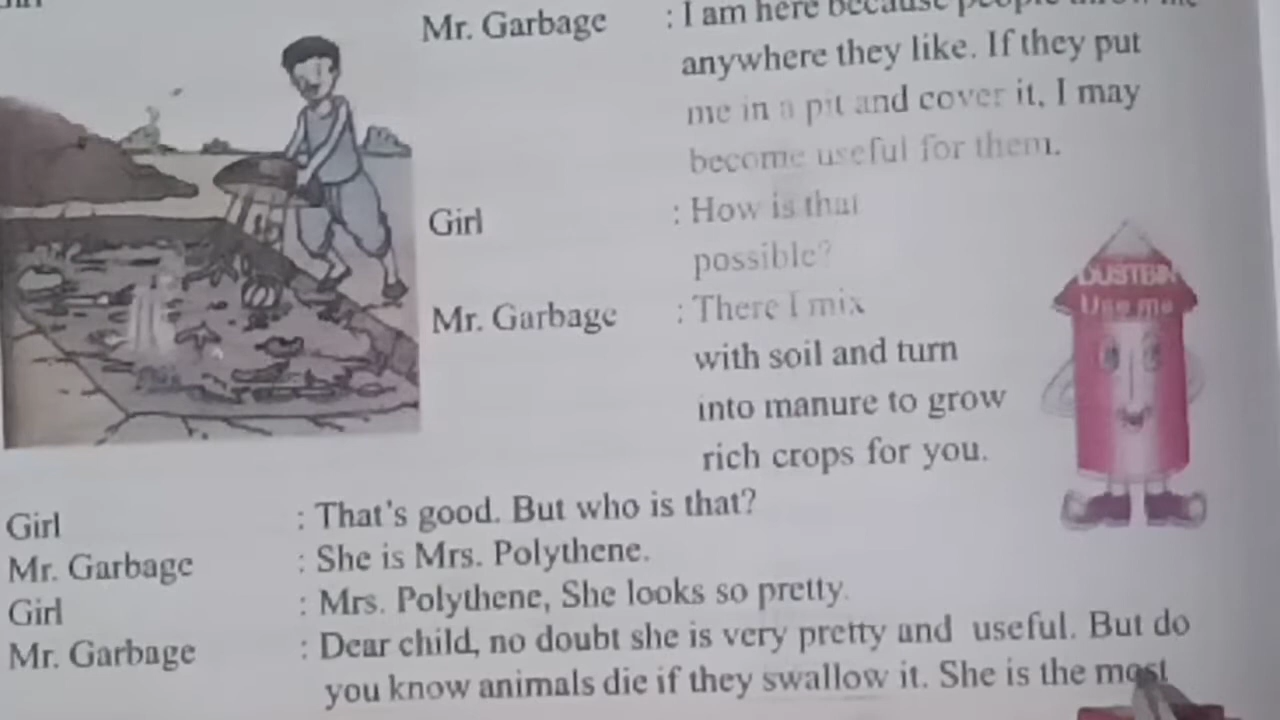 Mr. Garbage : I am here because people throw me
anywhere they like. If they put
me in a pit and cover it, I may
become useful for them.
Girl : How is that
possible?
Mr. Garbage : There I mix
with soil and turn
into manure to grow
rich crops for you.
DUSTBIN
Use me
Girl : That's good. But who is that?
Mr. Garbage : She is Mrs. Polythene.
Girl : Mrs. Polythene, She looks so pretty.
Mr. Garbage : Dear child, no doubt she is very pretty and useful. But do
you know animals die if they swallow it. She is the most